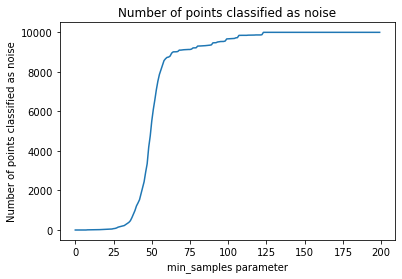 Number of points classified as noise
Number of points classified as noise
10000
8000
6000
4000
2000
0
0 25 50 75 100 125 150 175 200
min_samples parameter